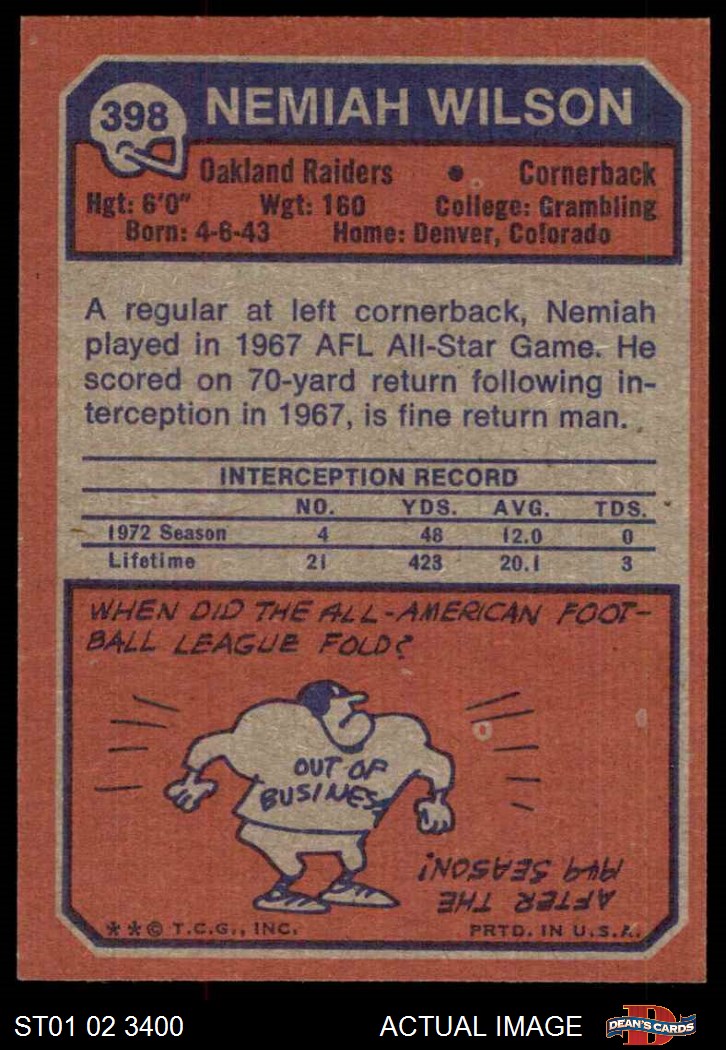 398
NEMIAH WILSON
Oakland Raiders • Cornerback
Hgt: 6'0" Wgt: 160 College: Grambling
Born: 4-6-43 Home: Denver, Colorado
A regular at left cornerback, Nemiah
played in 1967 AFL All-Star Game. He
scored on 70-yard return following in-
terception in 1967, is fine return man.
INTERCEPTION RECORD
NO. YDS. AVG. TDS.
1972 Season 4 48 12.0 0
Lifetime 21 423 20.1 3
WHEN DID THE ALL-AMERICAN FOOT-
BALL LEAGUE FOLD?
OUT OF
BUSINESS
AFTER THE
1949 SEASON!
**© T.C.G., INC. PRTD. IN U.S.A.
ST01 02 3400 ACTUAL IMAGE
D
DEAN'S CARDS